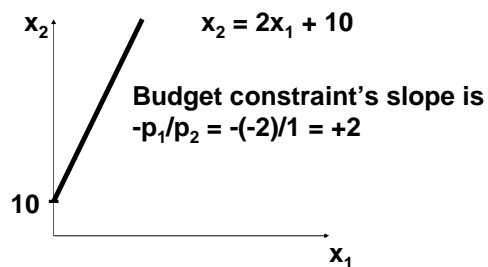 x₂
x₂ = 2x₁ + 10
Budget constraint's slope is
-p₁/p₂ = -(-2)/1 = +2
10
x₁